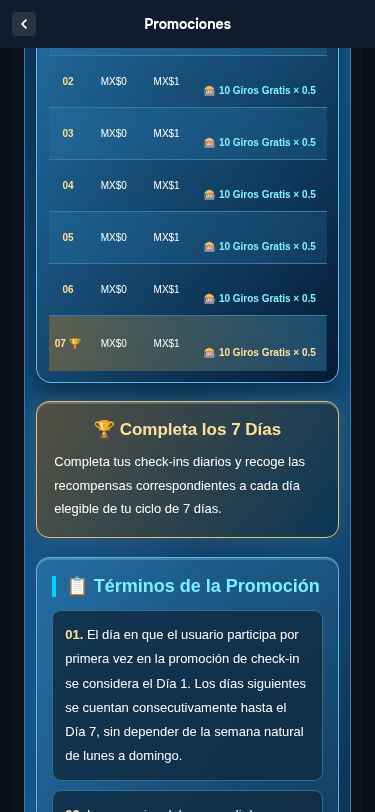 Promociones
02 MX$0 MX$1 🎰 10 Giros Gratis × 0.5
03 MX$0 MX$1 🎰 10 Giros Gratis × 0.5
04 MX$0 MX$1 🎰 10 Giros Gratis × 0.5
05 MX$0 MX$1 🎰 10 Giros Gratis × 0.5
06 MX$0 MX$1 🎰 10 Giros Gratis × 0.5
07 🏆 MX$0 MX$1 🎰 10 Giros Gratis × 0.5
🏆 Completa los 7 Días
Completa tus check-ins diarios y recoge las
recompensas correspondientes a cada día
elegible de tu ciclo de 7 días.
📋 Términos de la Promoción
01. El día en que el usuario participa por
primera vez en la promoción de check-in
se considera el Día 1. Los días siguientes
se cuentan consecutivamente hasta el
Día 7, sin depender de la semana natural
de lunes a domingo.